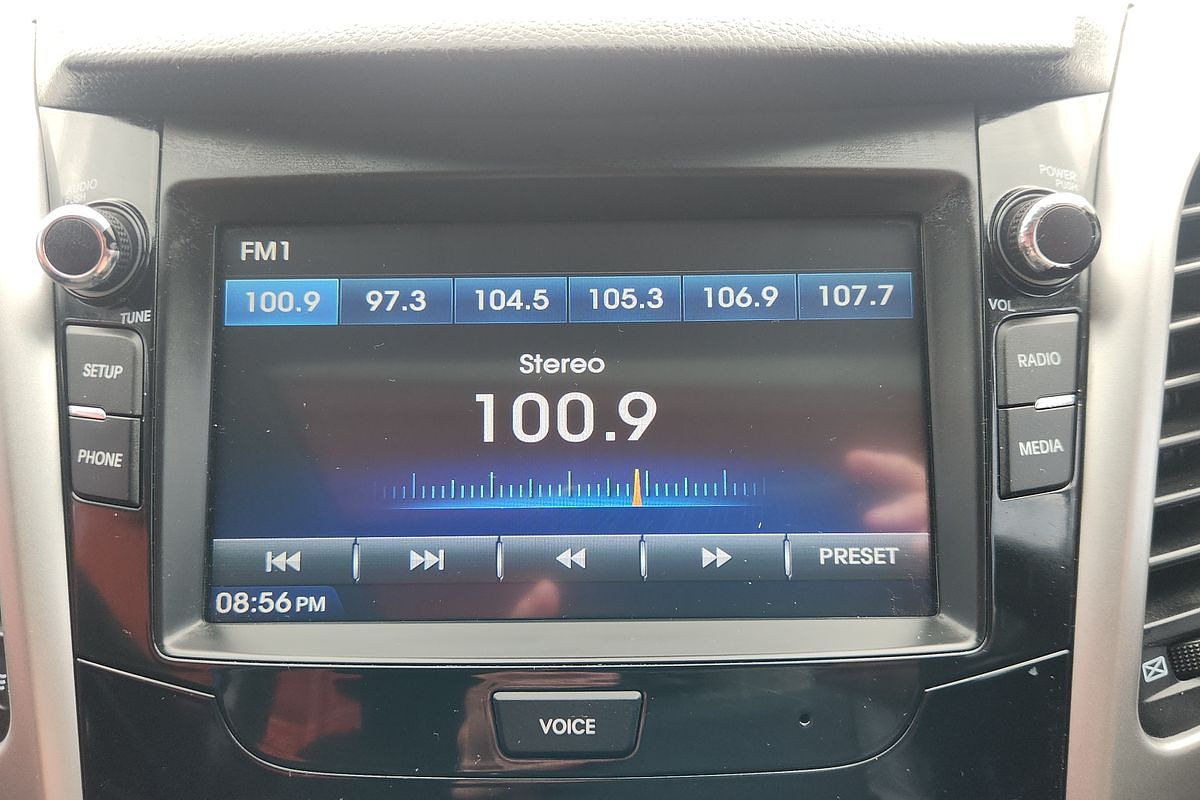 AUDIO
PUSH
POWER
PUSH
FM1
100.9 97.3 104.5 105.3 106.9 107.7
TUNE
VOL
SETUP
Stereo
RADIO
100.9
PHONE
MEDIA
PRESET
08:56 PM
VOICE